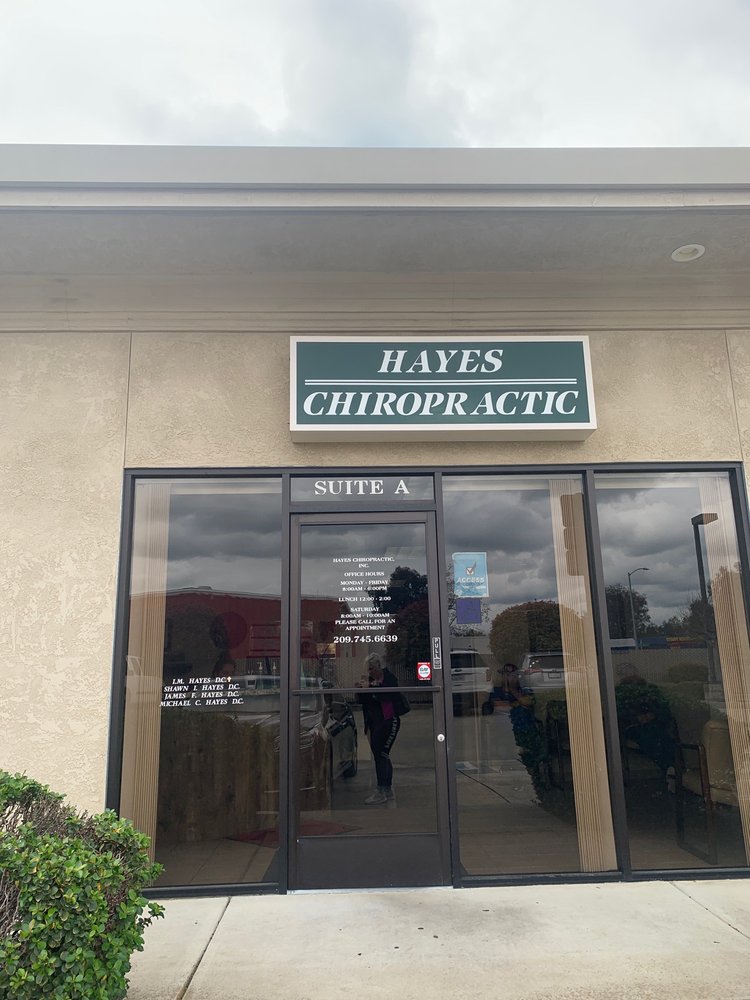 HAYES
CHIROPRACTIC
SUITE A
HAYES CHIROPRACTIC,
INC.
OFFICE HOURS
MONDAY - FRIDAY
8:00AM - 6:00PM
LUNCH 12:00 - 2:00
SATURDAY
8:00AM - 10:00AM
PLEASE CALL FOR AN
APPOINTMENT
209.745.6639
PULL
ACCESS
I.M. HAYES D.C.✝
SHAWN I. HAYES D.C.
JAMES F. HAYES D.C.
MICHAEL C. HAYES D.C.